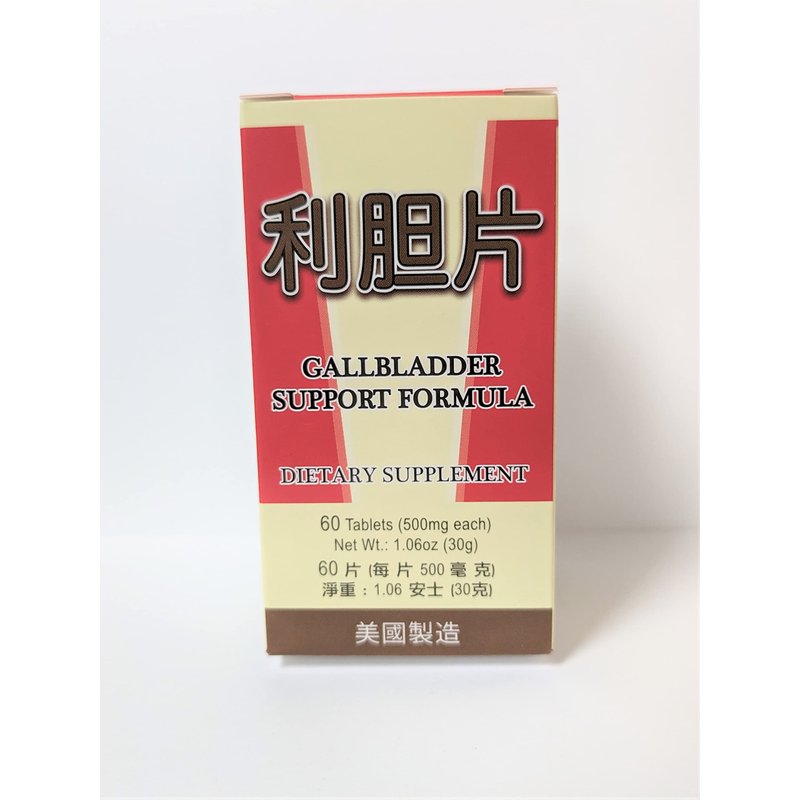 利胆片
GALLBLADDER
SUPPORT FORMULA
DIETARY SUPPLEMENT
60 Tablets (500mg each)
Net Wt.: 1.06oz (30g)
60 片 (每 片 500 毫 克)
淨重：1.06 安士 (30克)
美國製造